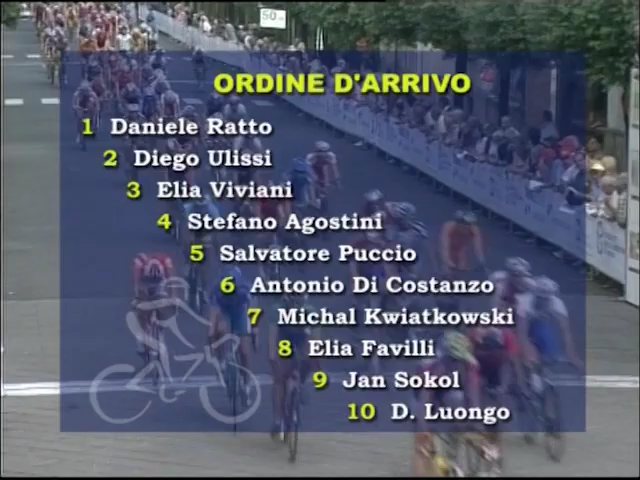 50
ORDINE D'ARRIVO
1 Daniele Ratto
2 Diego Ulissi
3 Elia Viviani
4 Stefano Agostini
5 Salvatore Puccio
6 Antonio Di Costanzo
7 Michal Kwiatkowski
8 Elia Favilli
9 Jan Sokol
10 D. Luongo